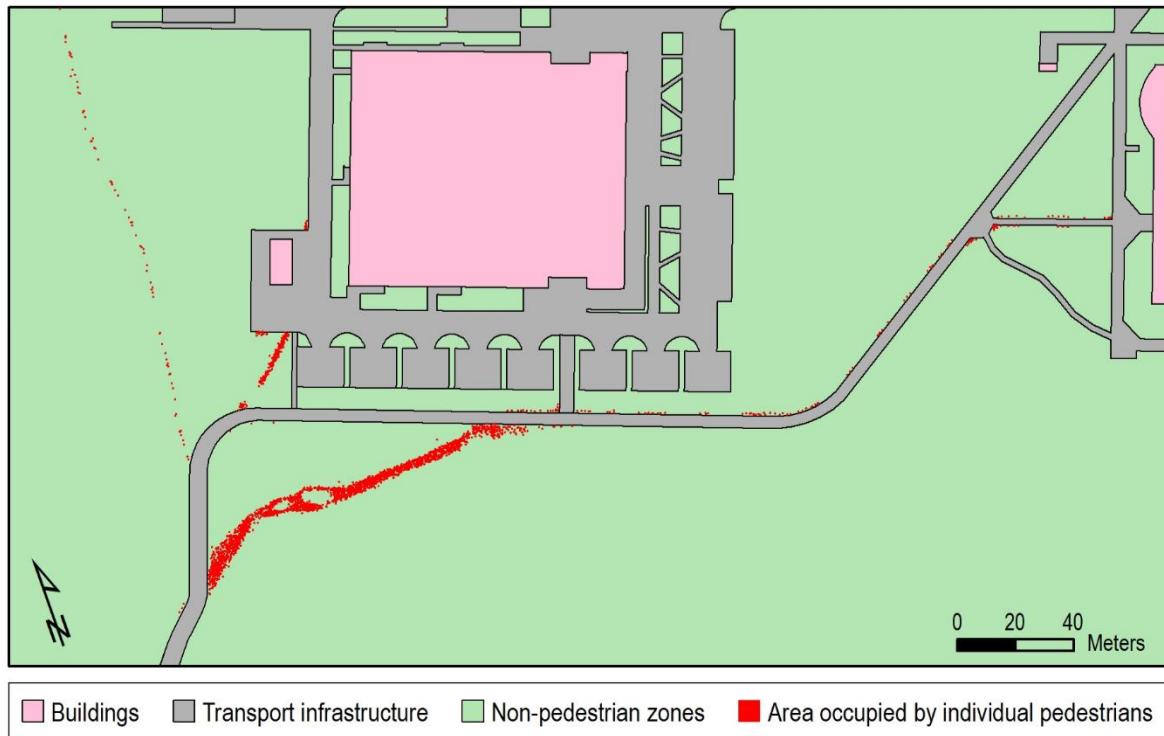 N
0 20 40
Meters
Buildings Transport infrastructure Non-pedestrian zones Area occupied by individual pedestrians